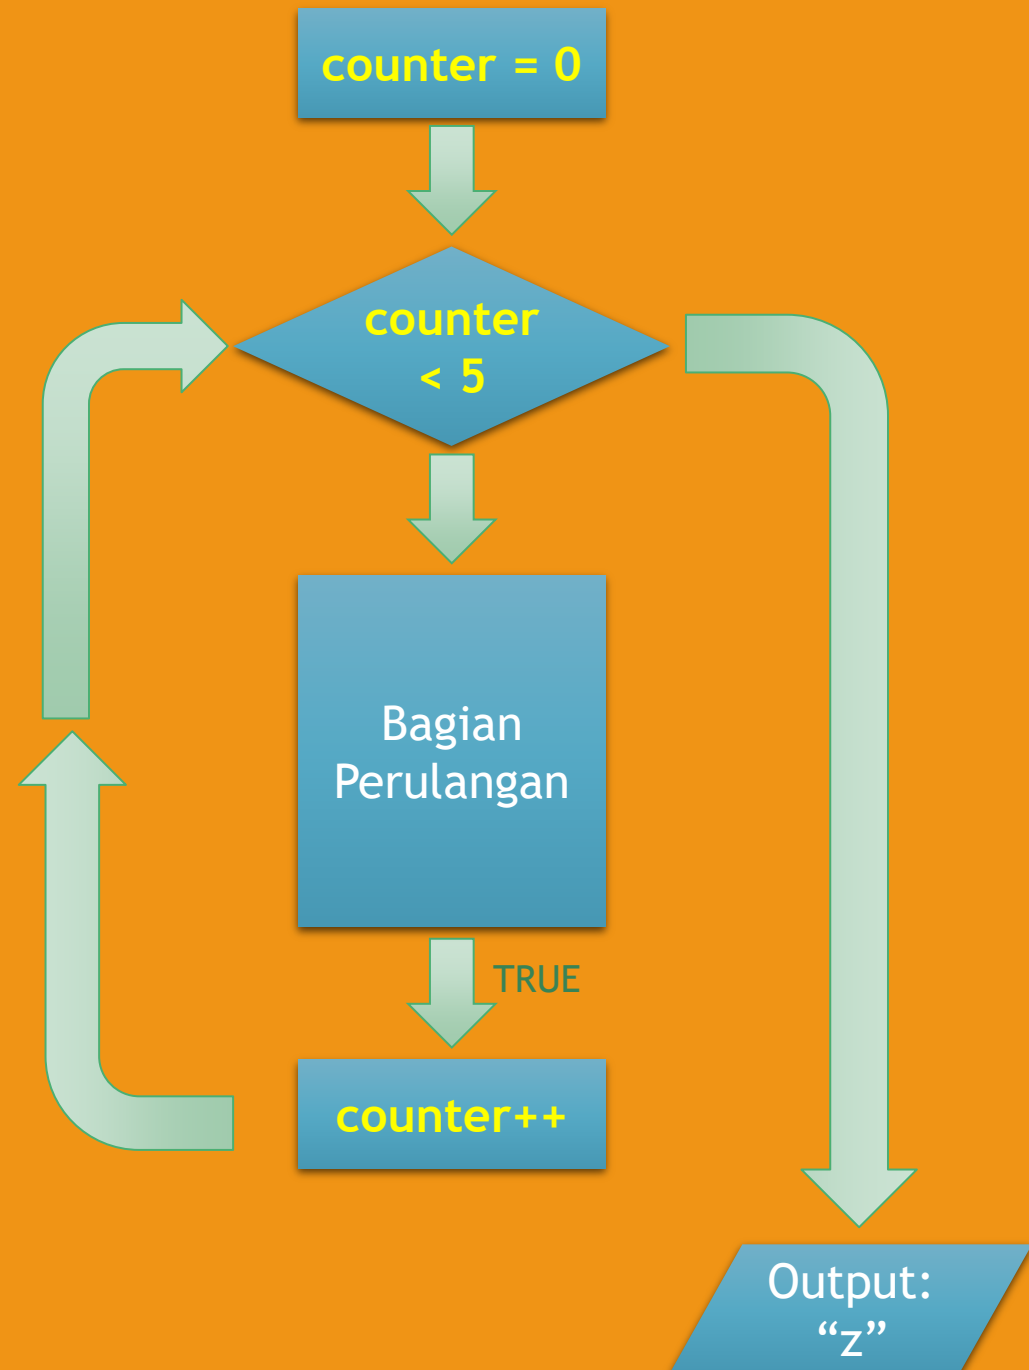 counter = 0
counter
< 5
Bagian
Perulangan
TRUE
counter++
Output:
“z”